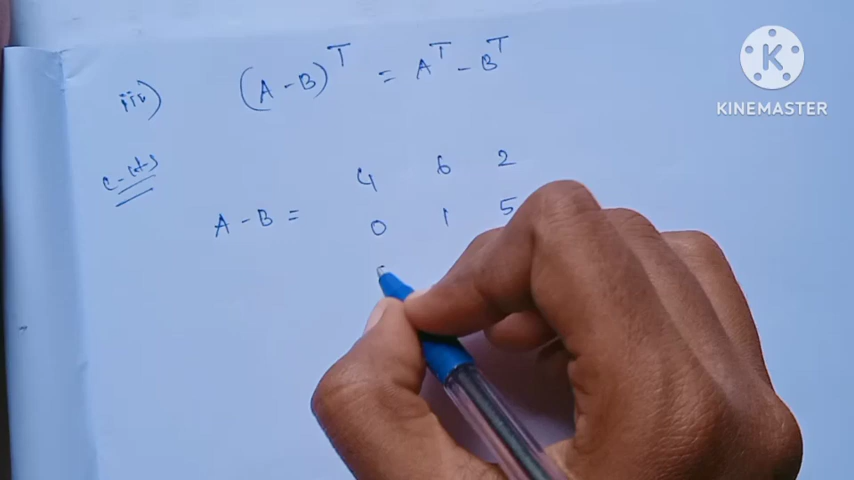 iii) (A - B)^T = A^T - B^T
4 6 2
A - B = 0 1 5
K
KINEMASTER